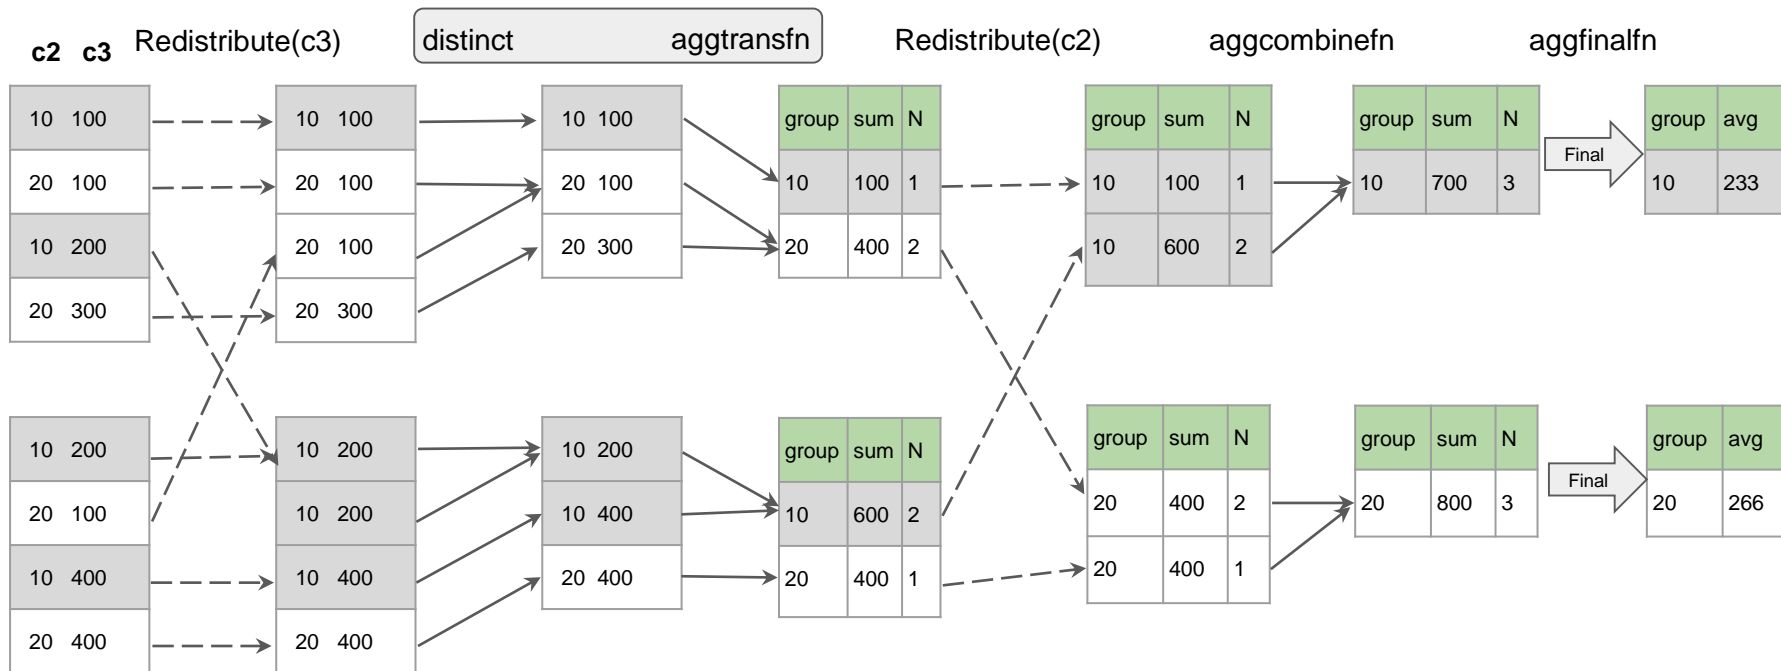 c2 c3 Redistribute(c3) distinct aggtransfn Redistribute(c2) aggcombinefn aggfinalfn
10 100
20 100
10 200
20 300
10 100
20 100
20 100
20 300
10 100
20 100
20 300
group sum N
10 100 1
20 400 2
group sum N
10 100 1
10 600 2
group sum N
10 700 3
Final
group avg
10 233
10 200
20 100
10 400
20 400
10 200
10 200
10 400
20 400
10 200
10 400
20 400
group sum N
10 600 2
20 400 1
group sum N
20 400 2
20 400 1
group sum N
20 800 3
Final
group avg
20 266